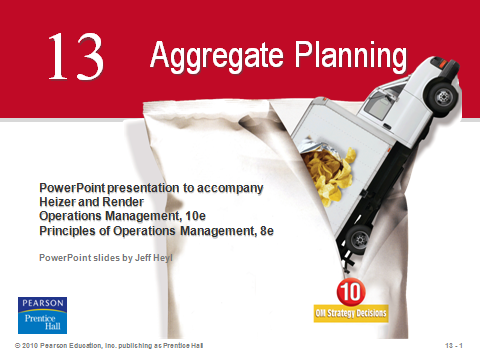 13
Aggregate Planning
PowerPoint presentation to accompany
Heizer and Render
Operations Management, 10e
Principles of Operations Management, 8e
PowerPoint slides by Jeff Heyl
10
OM Strategy Decisions
PEARSON
Prentice
Hall
© 2010 Pearson Education, Inc. publishing as Prentice Hall
13 - 1